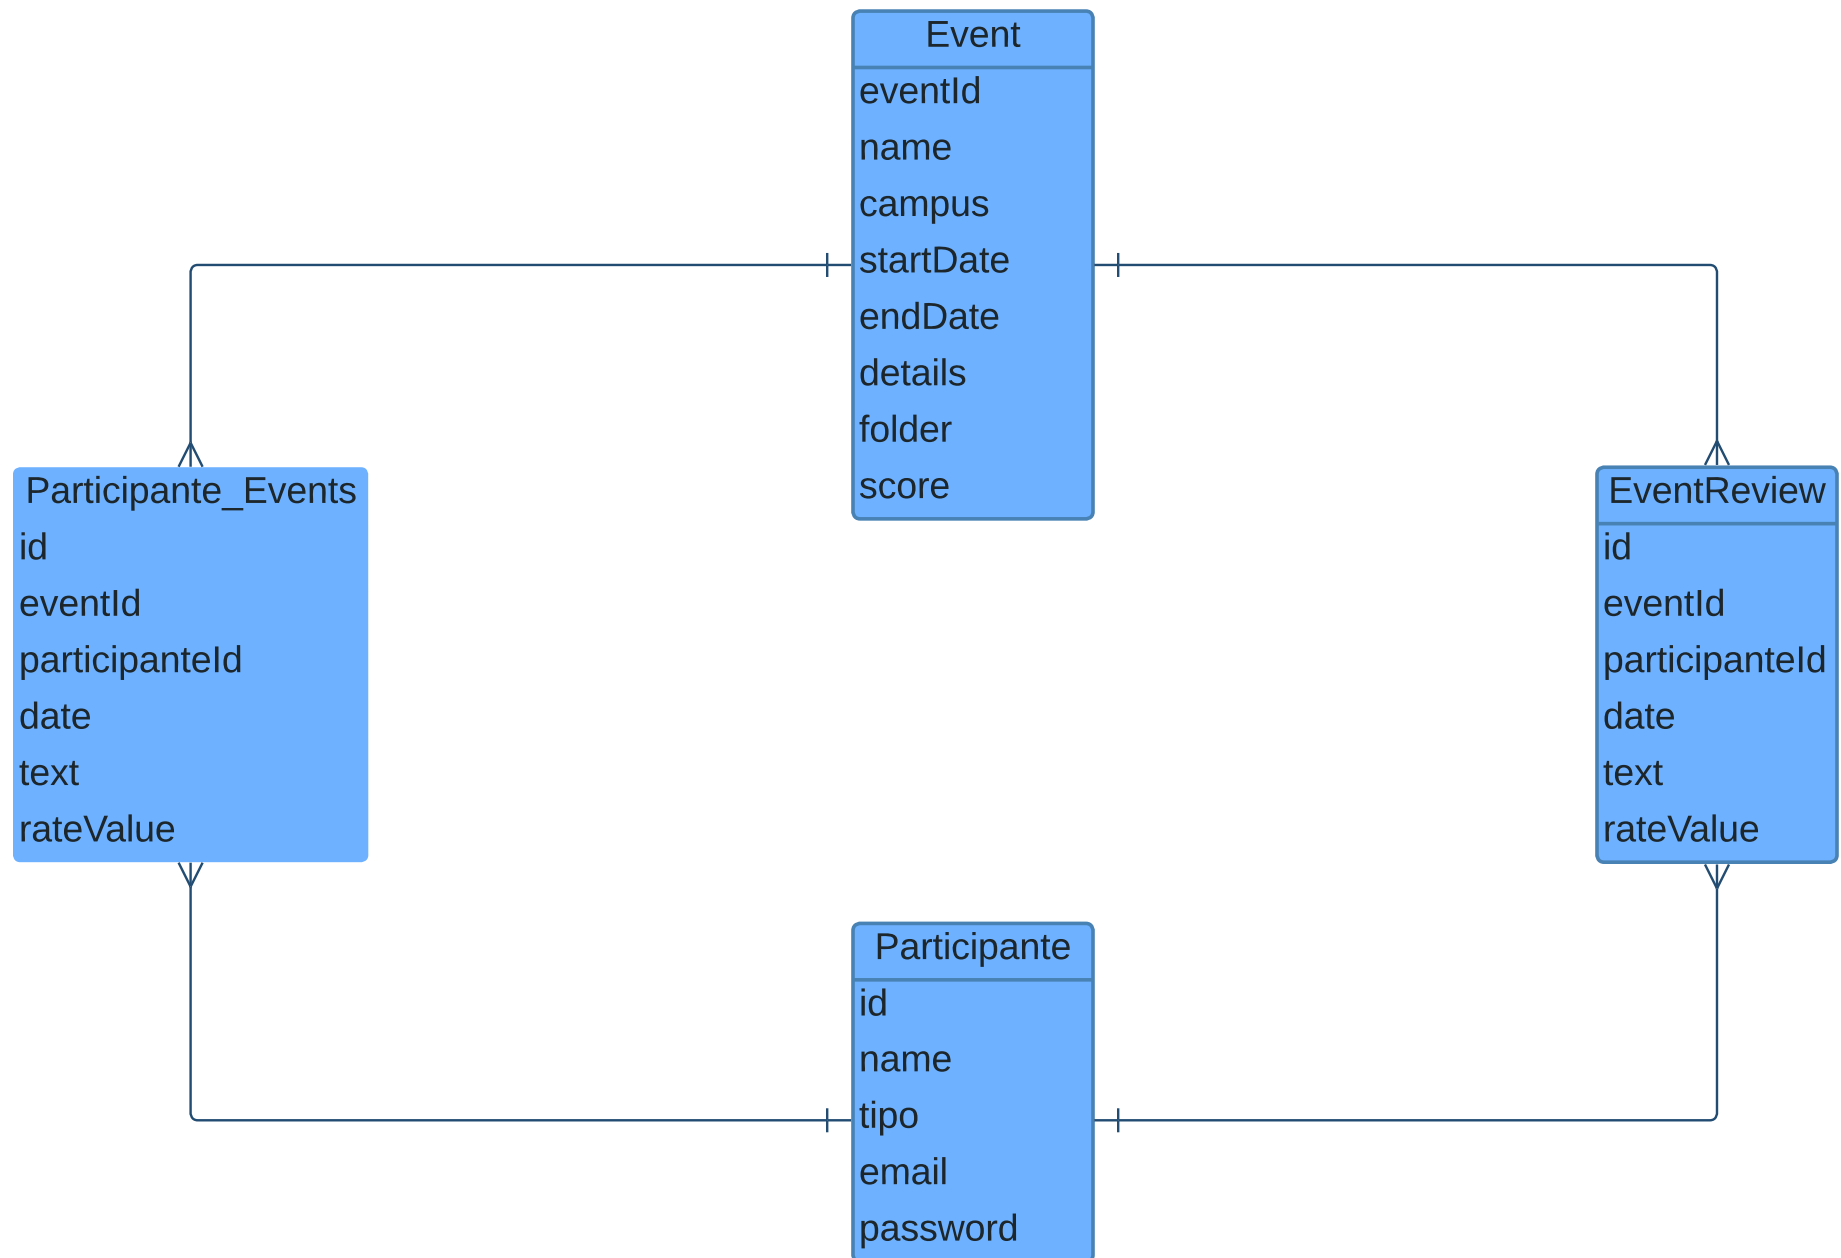 Event
eventId
name
campus
startDate
endDate
details
folder
score
Participante_Events
id
eventId
participanteId
date
text
rateValue
EventReview
id
eventId
participanteId
date
text
rateValue
Participante
id
name
tipo
email
password